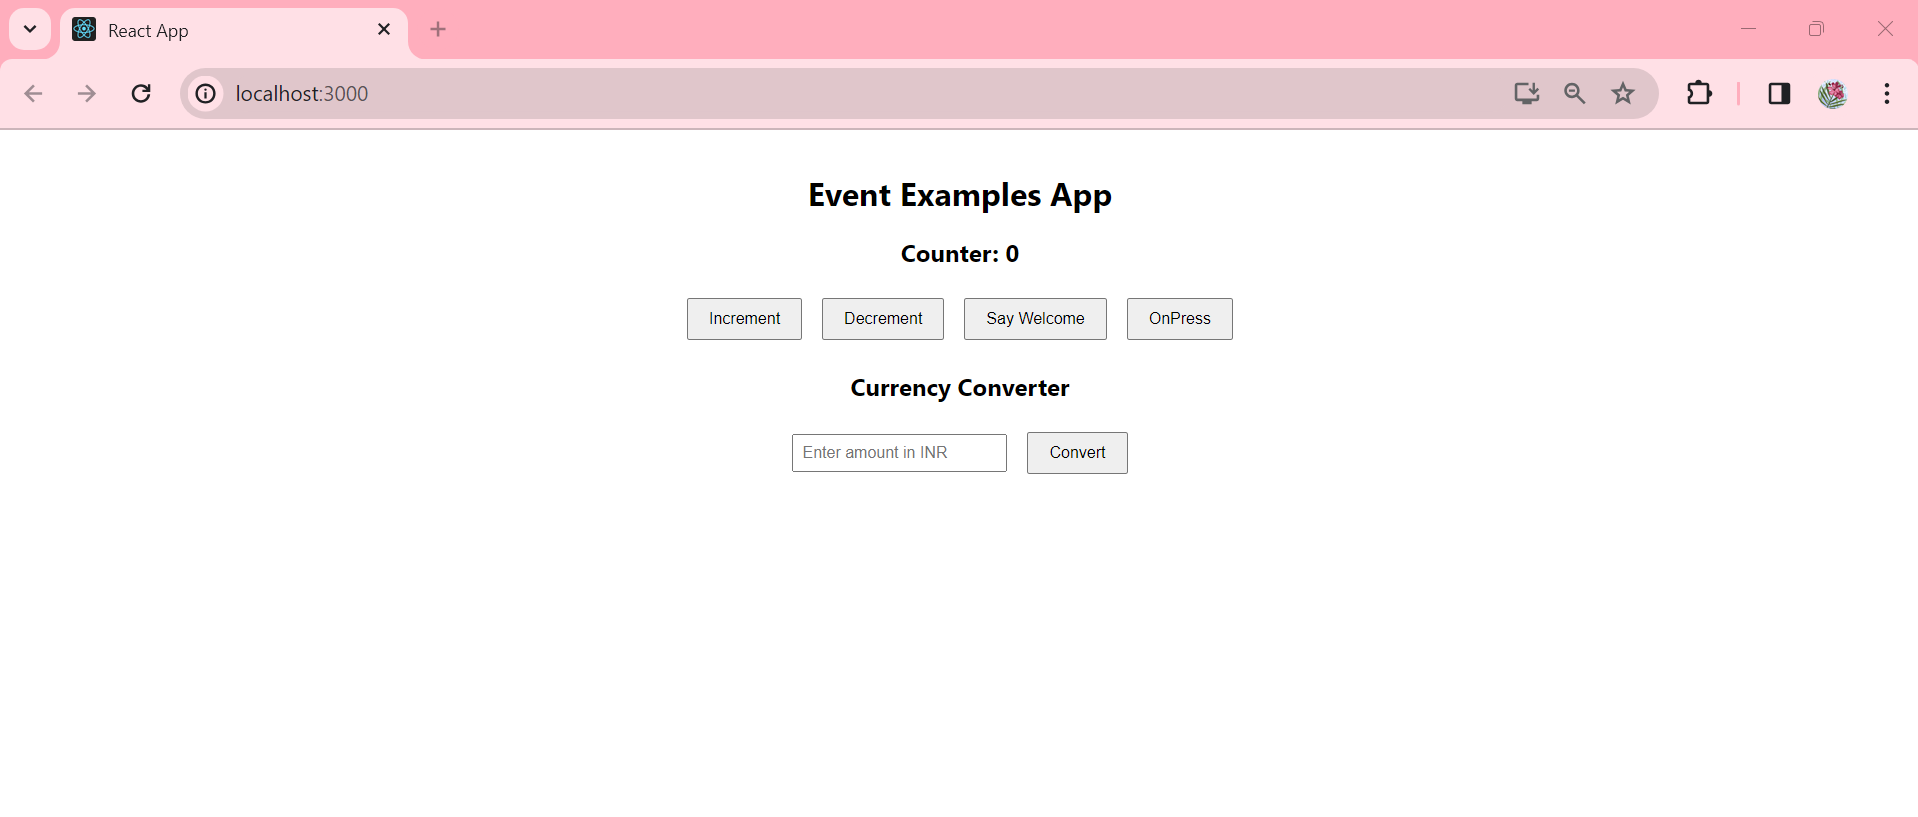 React App
localhost:3000
Event Examples App
Counter: 0
Increment Decrement Say Welcome OnPress
Currency Converter
Enter amount in INR Convert